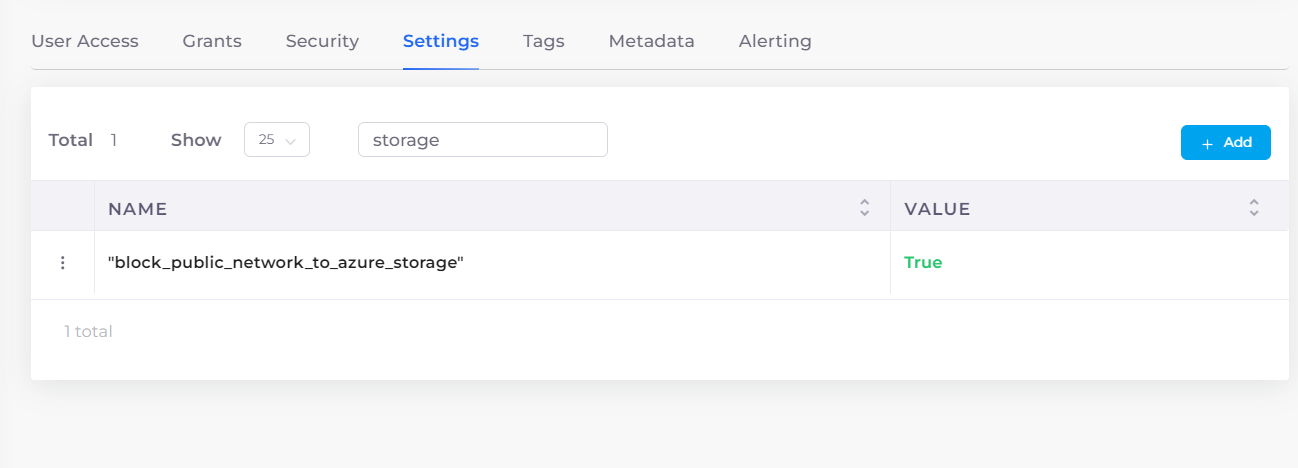 User Access Grants Security Settings Tags Metadata Alerting
Total 1 Show 25 storage + Add
NAME VALUE
"block_public_network_to_azure_storage" True
1 total